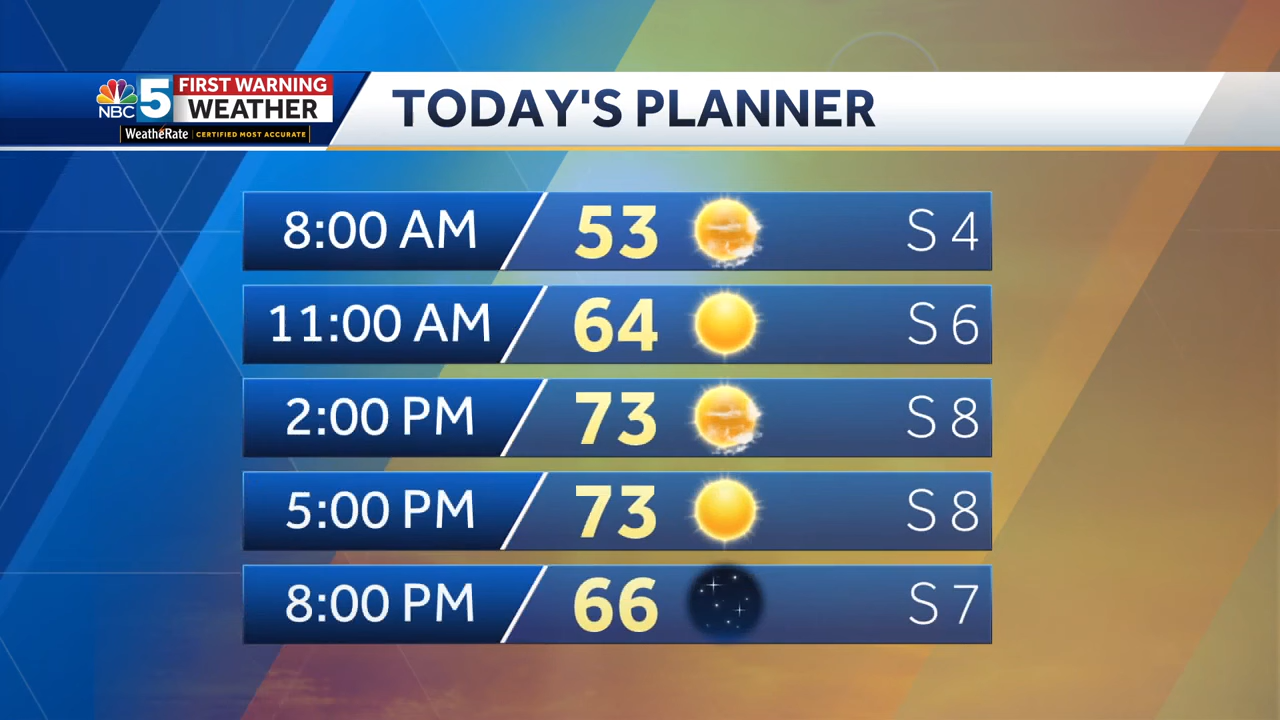 NBC 5 FIRST WARNING
WEATHER
WeatheRate CERTIFIED MOST ACCURATE
TODAY'S PLANNER
8:00 AM 53 S 4
11:00 AM 64 S 6
2:00 PM 73 S 8
5:00 PM 73 S 8
8:00 PM 66 S 7